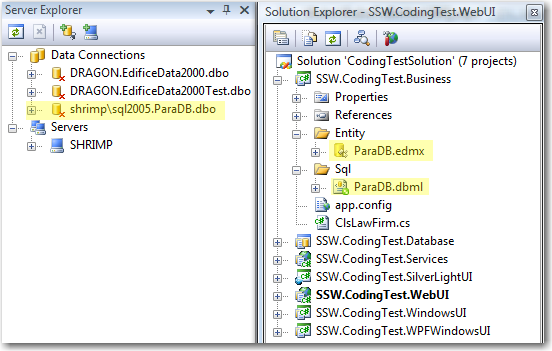 Server Explorer
Data Connections
DRAGON.EdificeData2000.dbo
DRAGON.EdificeData2000Test.dbo
shrimp\sql2005.ParaDB.dbo
Servers
SHRIMP
Solution Explorer - SSW.CodingTest.WebUI
Solution 'CodingTestSolution' (7 projects)
SSW.CodingTest.Business
Properties
References
Entity
ParaDB.edmx
Sql
ParaDB.dbml
app.config
ClsLawFirm.cs
SSW.CodingTest.Database
SSW.CodingTest.Services
SSW.CodingTest.SilverLightUI
SSW.CodingTest.WebUI
SSW.CodingTest.WindowsUI
SSW.CodingTest.WPFWindowsUI